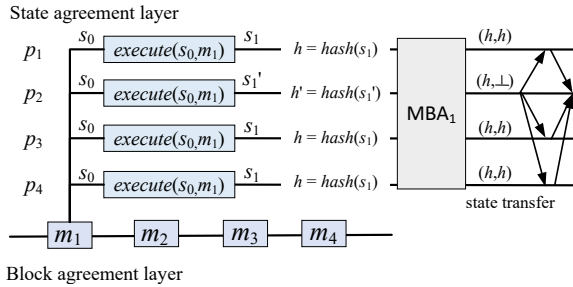 State agreement layer
p₁ s₀ execute(s₀,m₁) s₁ h = hash(s₁) (h,h)
p₂ s₀ execute(s₀,m₁) s₁' h' = hash(s₁') (h,⊥)
MBA₁
p₃ s₀ execute(s₀,m₁) s₁ h = hash(s₁) (h,h)
p₄ s₀ execute(s₀,m₁) s₁ h = hash(s₁) (h,h)
state transfer
m₁ m₂ m₃ m₄
Block agreement layer